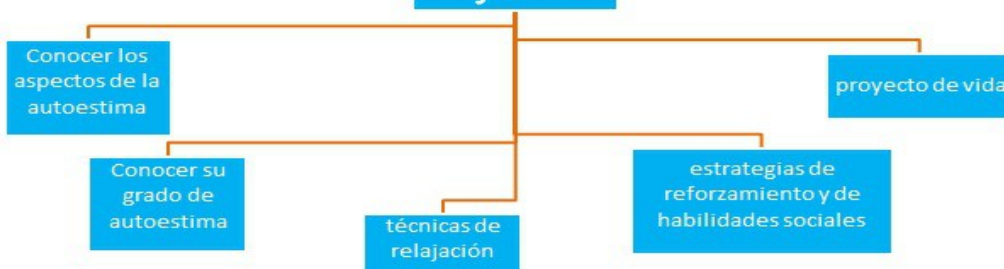 Conocer los
aspectos de la
autoestima
proyecto de vida
Conocer su
grado de
autoestima
estrategias de
reforzamiento y de
habilidades sociales
técnicas de
relajación